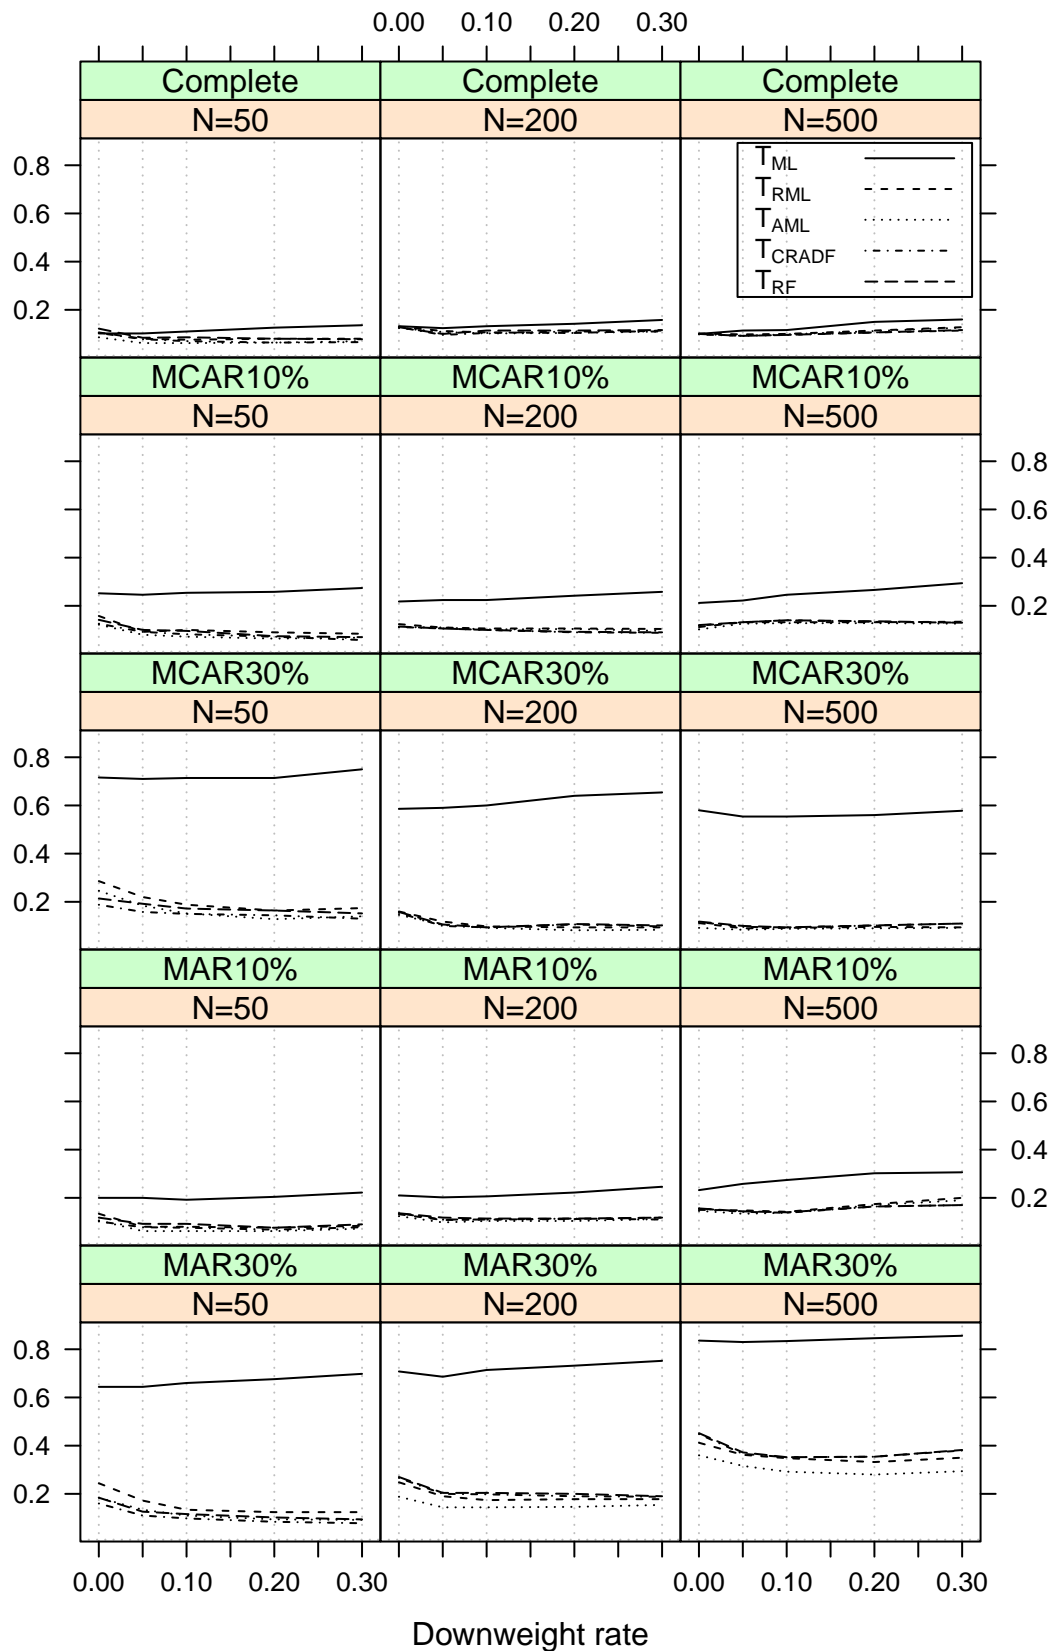 0.00 0.10 0.20 0.30
Complete Complete Complete
N=50 N=200 N=500
0.8
0.6
0.4
0.2
T_ML
T_RML
T_AML
T_CRADF
T_RF
MCAR10% MCAR10% MCAR10%
N=50 N=200 N=500
0.8
0.6
0.4
0.2
MCAR30% MCAR30% MCAR30%
N=50 N=200 N=500
0.8
0.6
0.4
0.2
MAR10% MAR10% MAR10%
N=50 N=200 N=500
0.8
0.6
0.4
0.2
MAR30% MAR30% MAR30%
N=50 N=200 N=500
0.8
0.6
0.4
0.2
0.00 0.10 0.20 0.30 0.00 0.10 0.20 0.30
Downweight rate